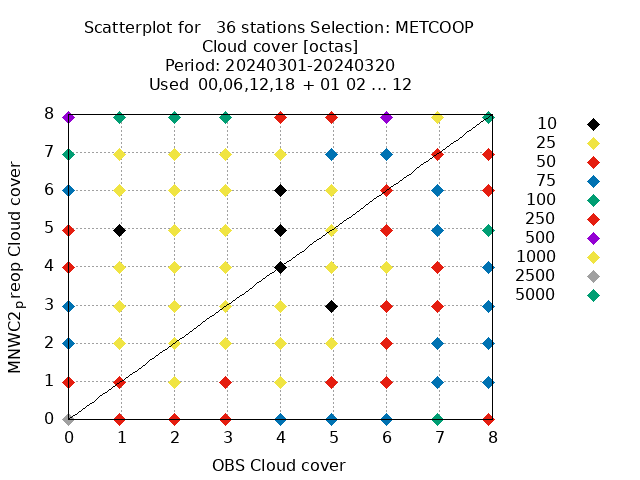 Scatterplot for   36 stations Selection: METCOOP
Cloud cover [octas]
Period: 20240301-20240320
Used  00,06,12,18 + 01 02 ... 12
8
7
6
5
4
3
2
1
0
0 1 2 3 4 5 6 7 8
MNWC2preop Cloud cover
OBS Cloud cover
10
25
50
75
100
250
500
1000
2500
5000